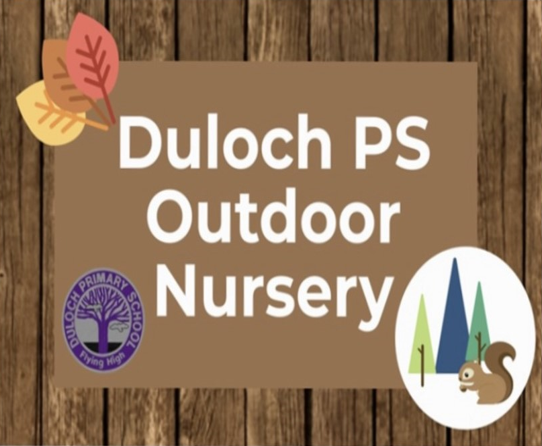 Duloch PS
Outdoor
Nursery
DULOCH PRIMARY SCHOOL
Flying High